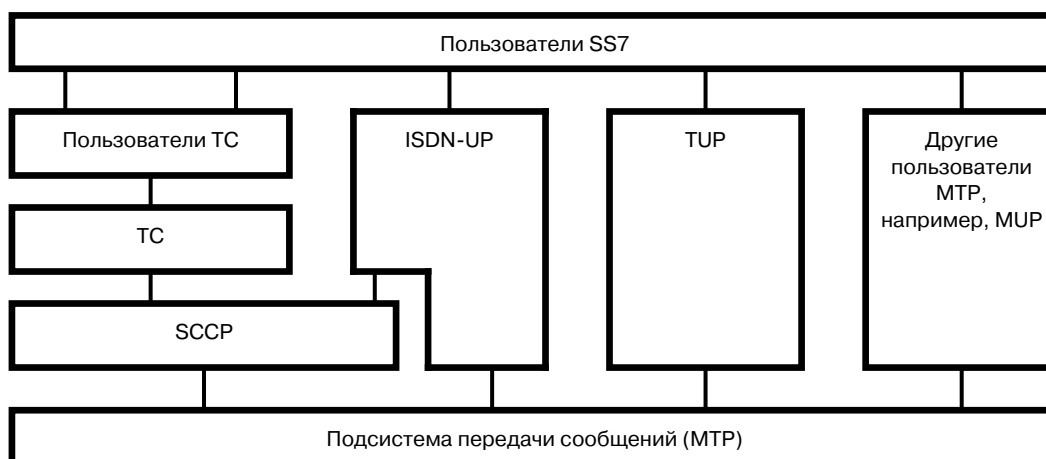 Пользователи SS7
Пользователи TC
ISDN-UP
TUP
Другие
пользователи
MTP,
например, MUP
TC
SCCP
Подсистема передачи сообщений (MTP)